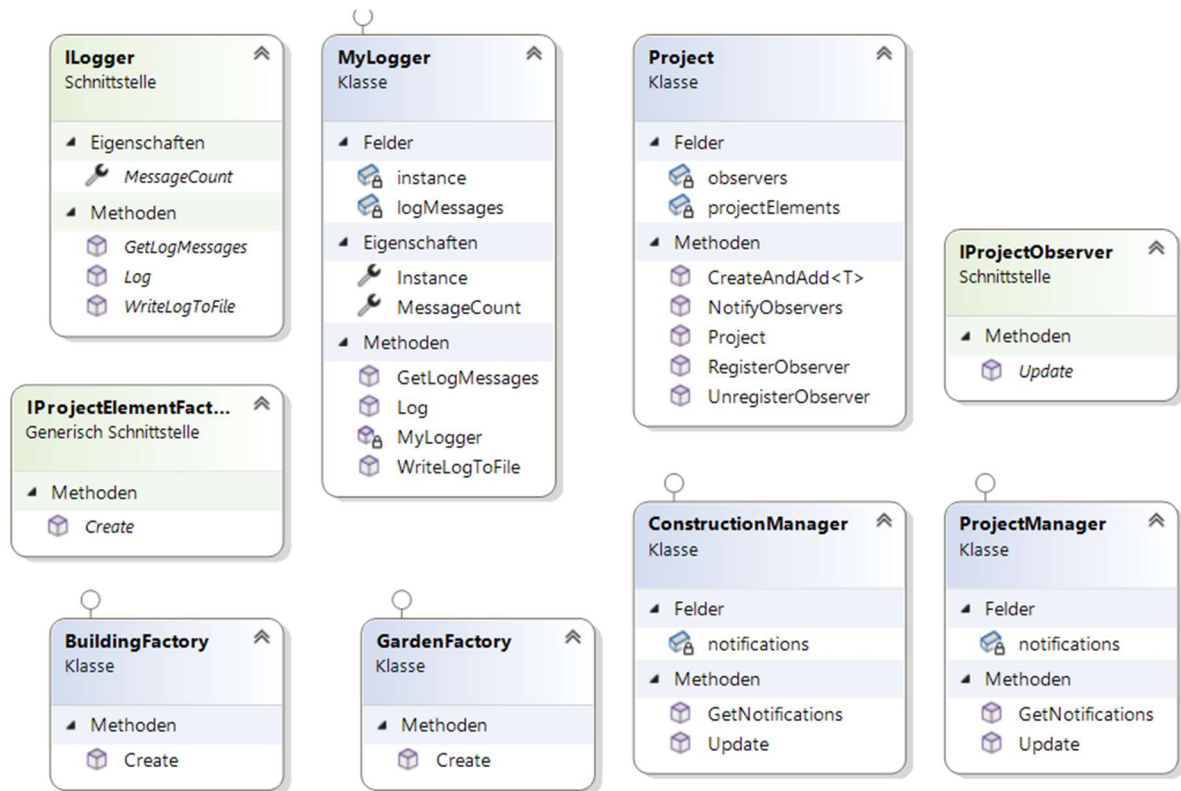 ILogger
Schnittstelle
Eigenschaften
MessageCount
Methoden
GetLogMessages
Log
WriteLogToFile
MyLogger
Klasse
Felder
instance
logMessages
Eigenschaften
Instance
MessageCount
Methoden
GetLogMessages
Log
MyLogger
WriteLogToFile
Project
Klasse
Felder
observers
projectElements
Methoden
CreateAndAdd<T>
NotifyObservers
Project
RegisterObserver
UnregisterObserver
IProjectObserver
Schnittstelle
Methoden
Update
IProjectElementFact...
Generisch Schnittstelle
Methoden
Create
ConstructionManager
Klasse
Felder
notifications
Methoden
GetNotifications
Update
ProjectManager
Klasse
Felder
notifications
Methoden
GetNotifications
Update
BuildingFactory
Klasse
Methoden
Create
GardenFactory
Klasse
Methoden
Create